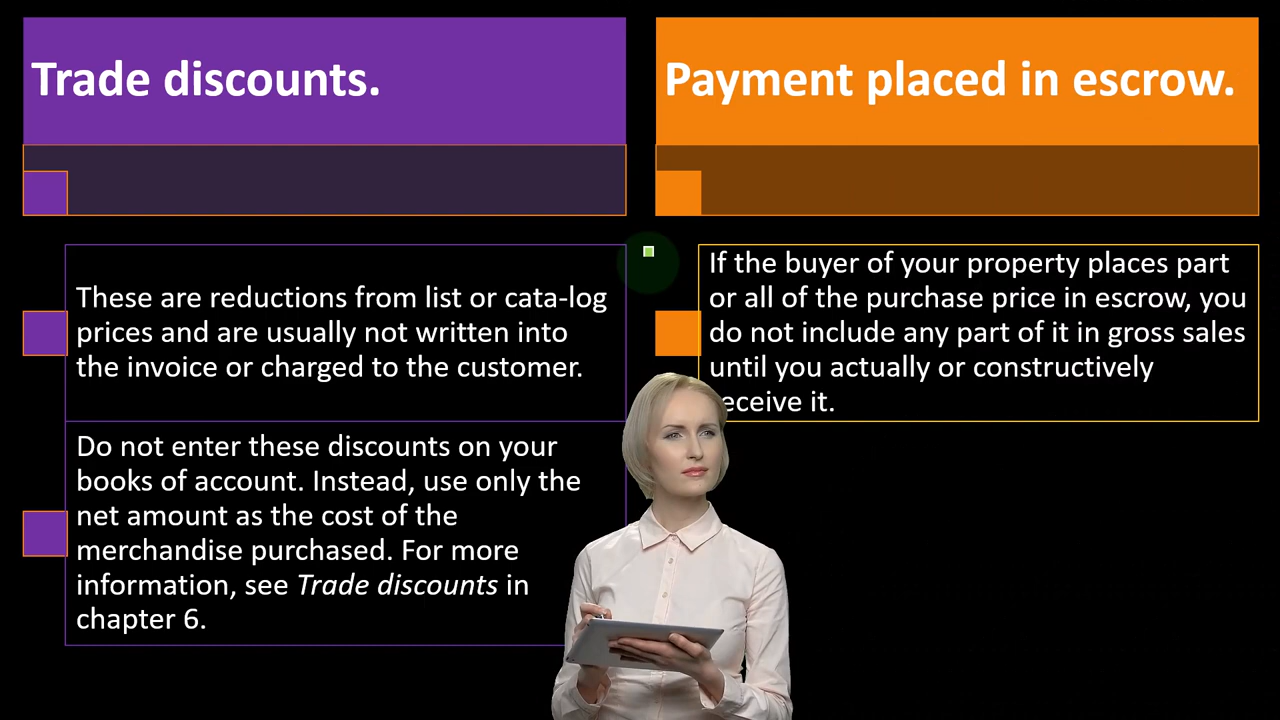 Trade discounts.
These are reductions from list or cata-log
prices and are usually not written into
the invoice or charged to the customer.
Do not enter these discounts on your
books of account. Instead, use only the
net amount as the cost of the
merchandise purchased. For more
information, see Trade discounts in
chapter 6.
Payment placed in escrow.
If the buyer of your property places part
or all of the purchase price in escrow, you
do not include any part of it in gross sales
until you actually or constructively
receive it.